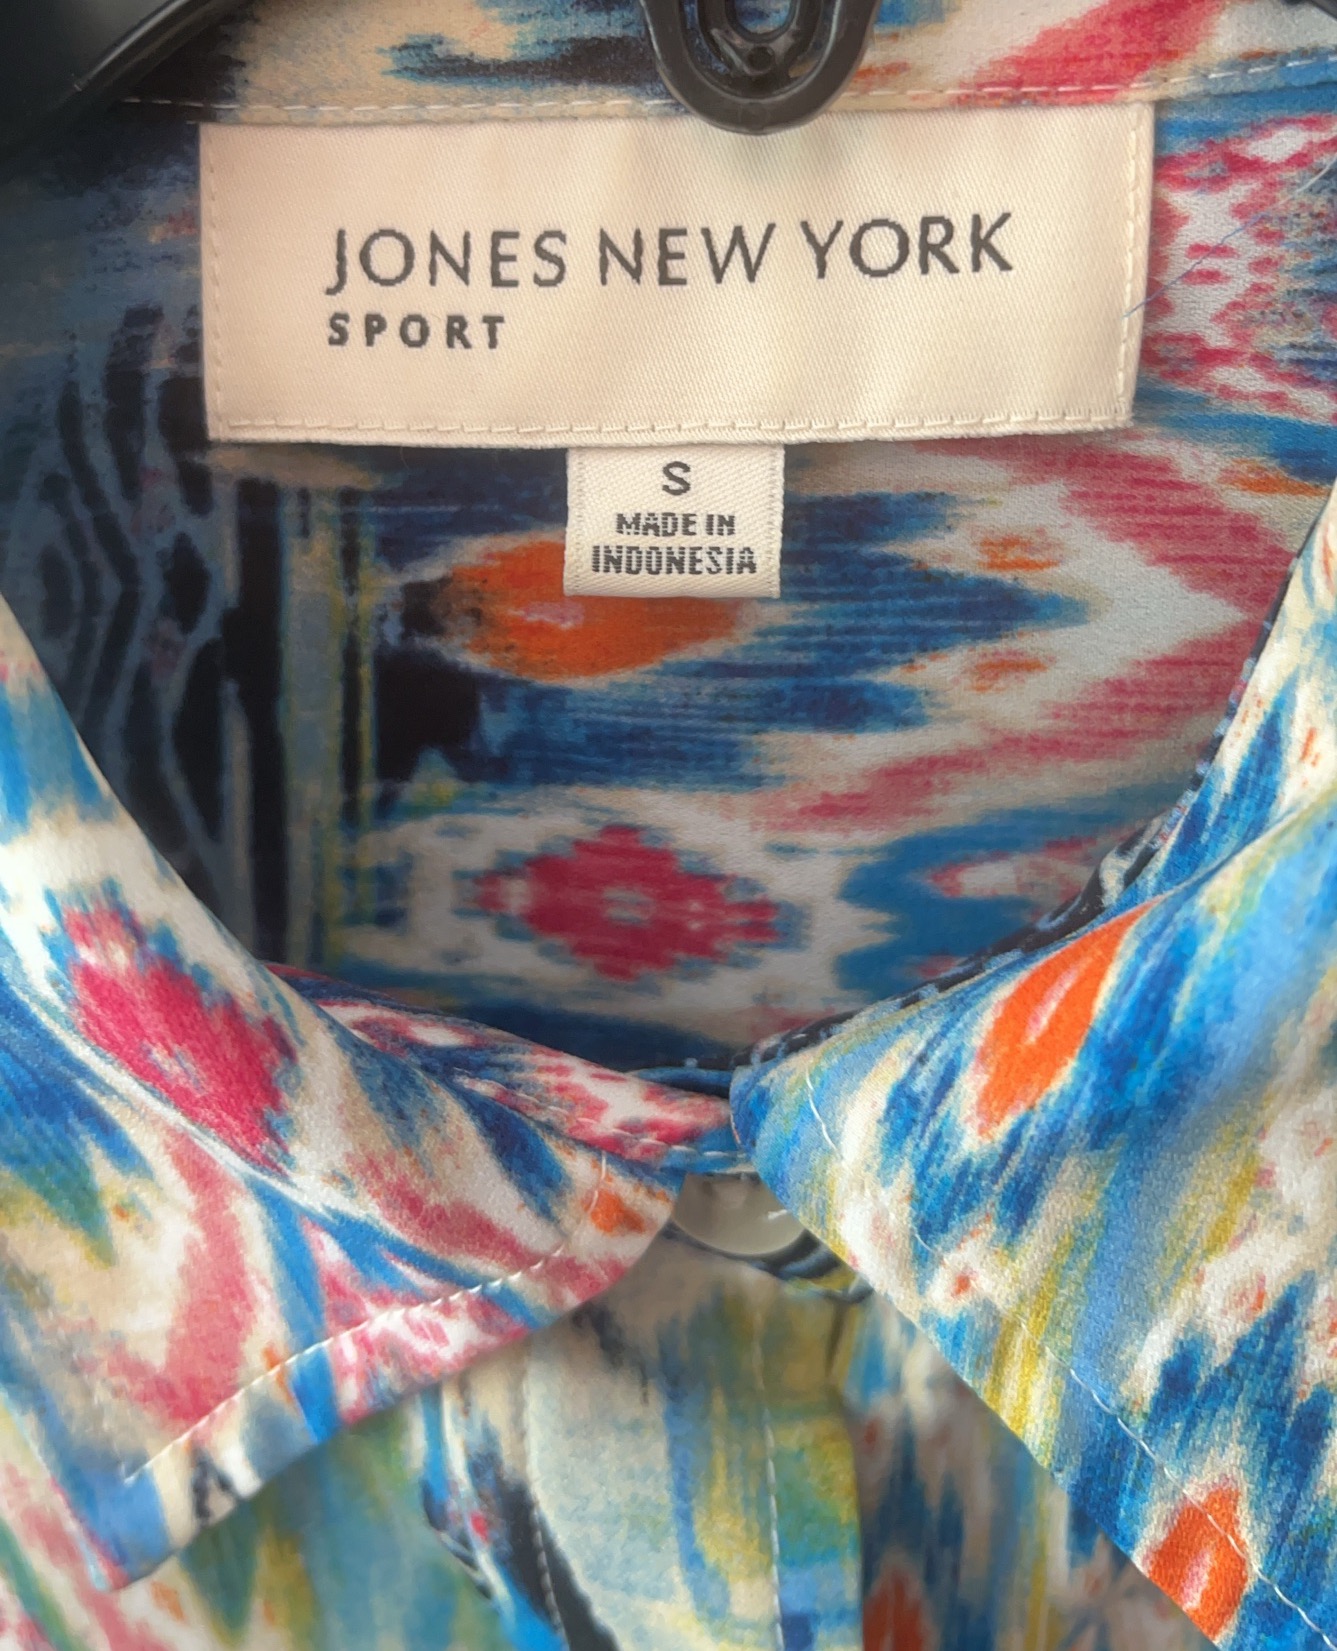 JONES NEW YORK
SPORT
S
MADE IN
INDONESIA